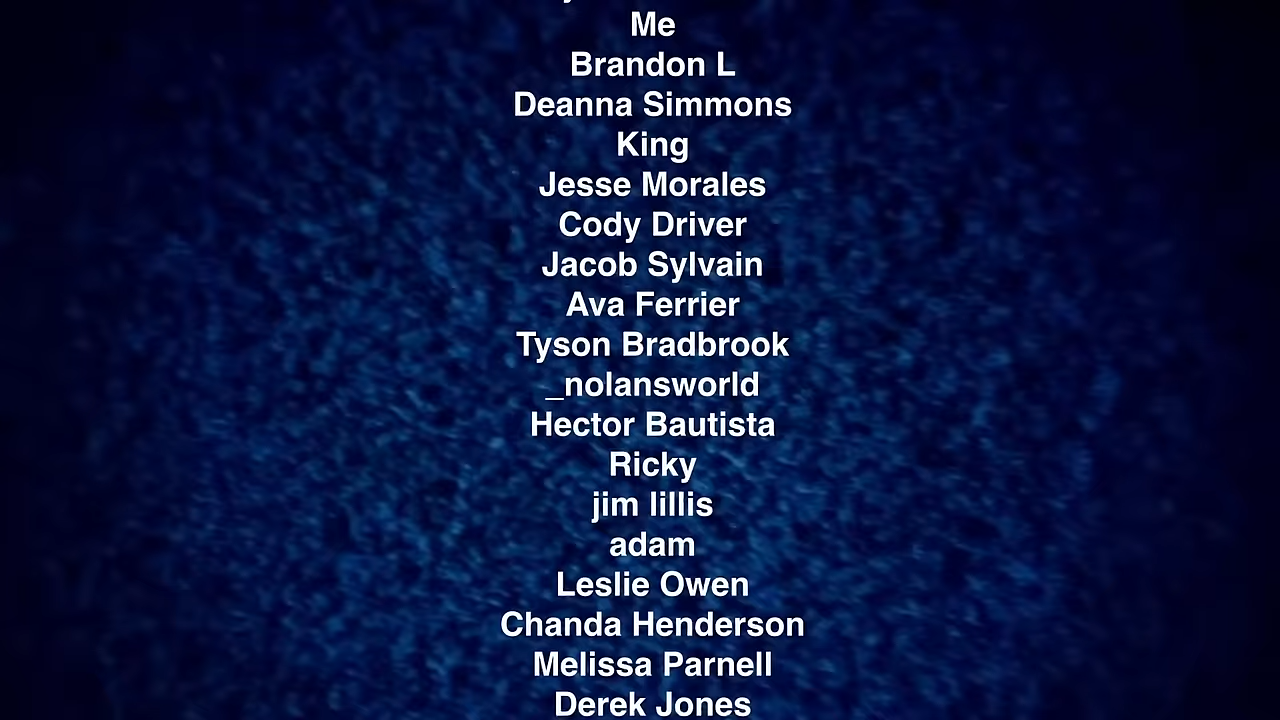 Me
Brandon L
Deanna Simmons
King
Jesse Morales
Cody Driver
Jacob Sylvain
Ava Ferrier
Tyson Bradbrook
_nolansworld
Hector Bautista
Ricky
jim lillis
adam
Leslie Owen
Chanda Henderson
Melissa Parnell
Derek Jones